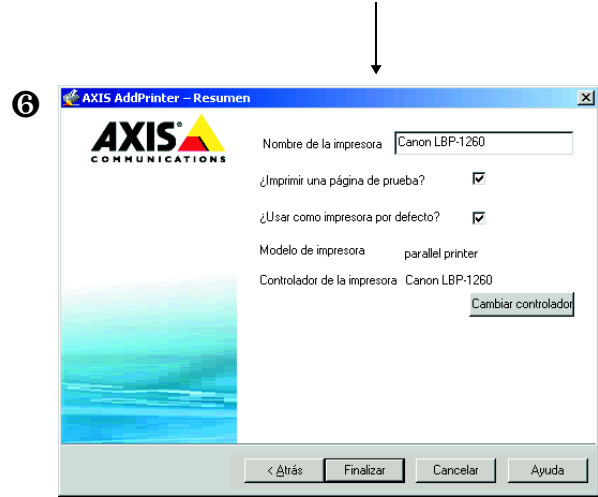 ❻
AXIS AddPrinter – Resumen
AXIS
COMMUNICATIONS
Nombre de la impresora Canon LBP-1260
¿Imprimir una página de prueba?
¿Usar como impresora por defecto?
Modelo de impresora parallel printer
Controlador de la impresora Canon LBP-1260
Cambiar controlador
< Atrás Finalizar Cancelar Ayuda